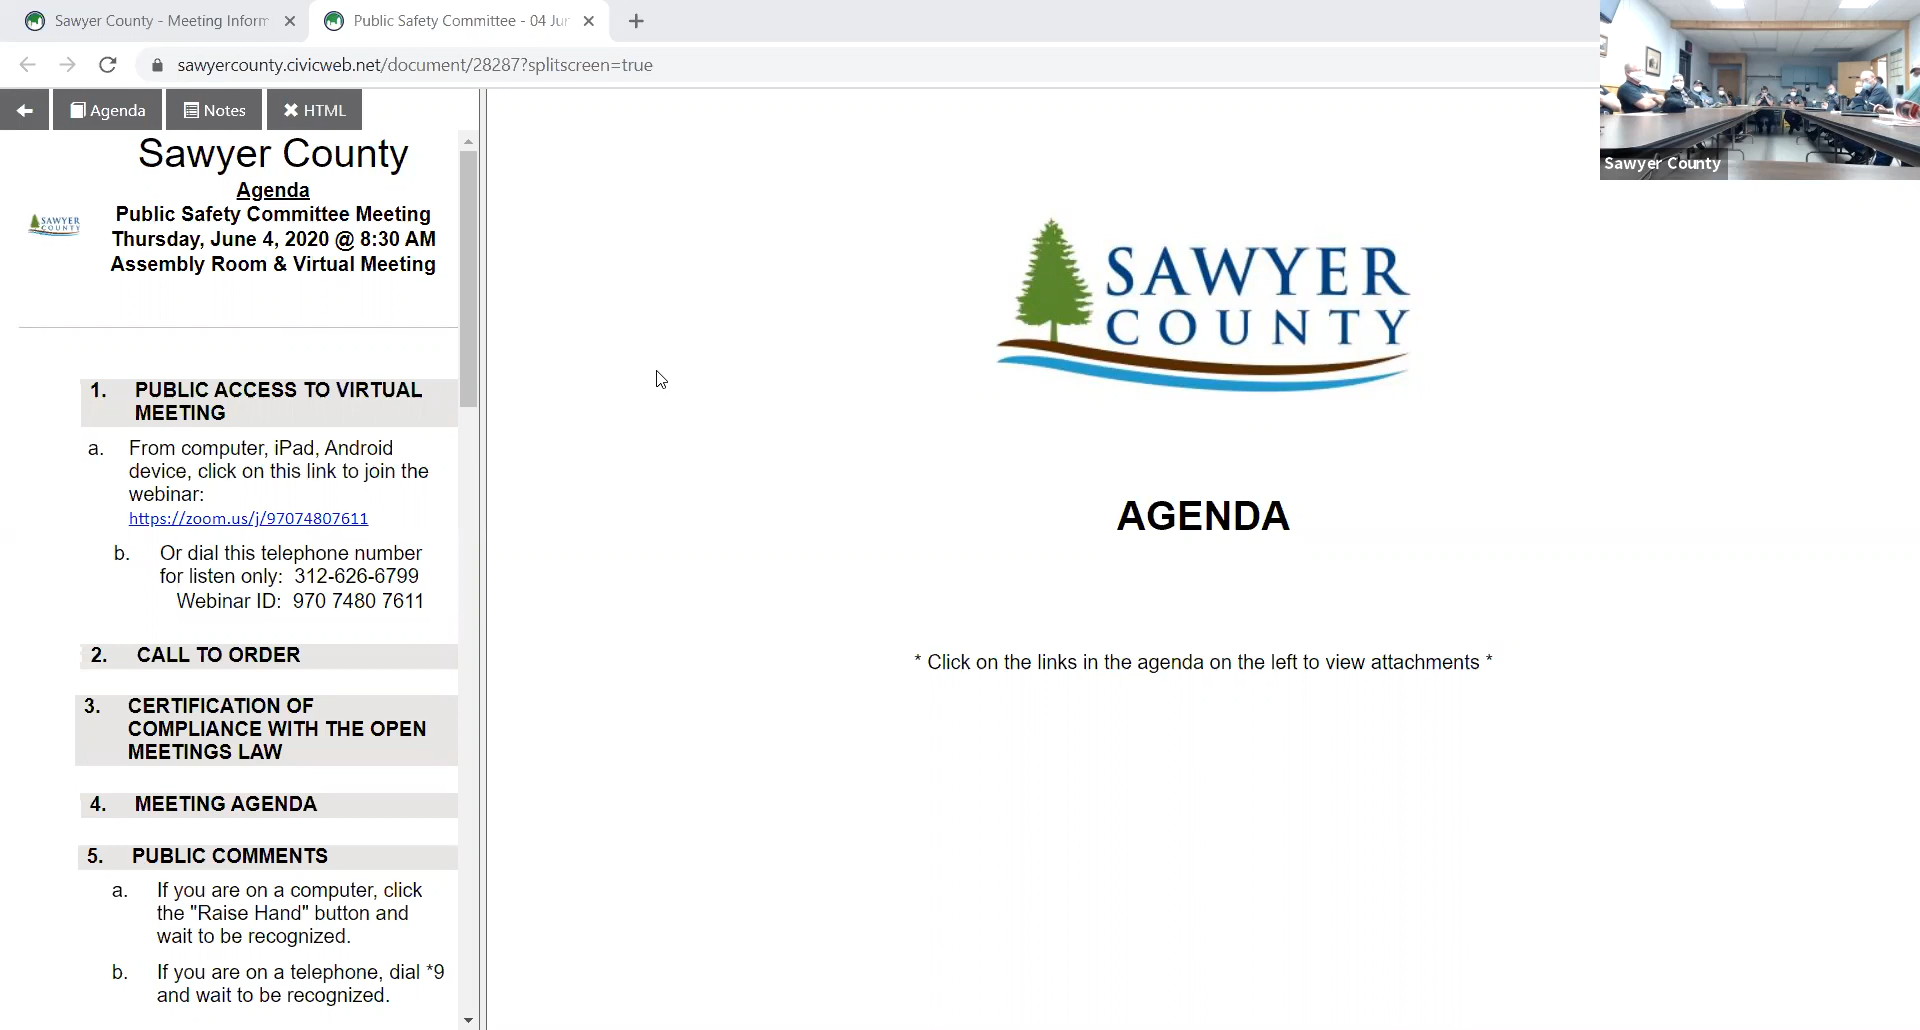 Sawyer County - Meeting Inform
Public Safety Committee - 04 Jun
sawyercounty.civicweb.net/document/28287?splitscreen=true
Agenda
Notes
HTML
Sawyer County
Agenda
SAWYER
COUNTY
Public Safety Committee Meeting
Thursday, June 4, 2020 @ 8:30 AM
Assembly Room & Virtual Meeting
1. PUBLIC ACCESS TO VIRTUAL
MEETING
a. From computer, iPad, Android
device, click on this link to join the
webinar:
https://zoom.us/j/97074807611
b. Or dial this telephone number
for listen only: 312-626-6799
Webinar ID: 970 7480 7611
2. CALL TO ORDER
3. CERTIFICATION OF
COMPLIANCE WITH THE OPEN
MEETINGS LAW
4. MEETING AGENDA
5. PUBLIC COMMENTS
a. If you are on a computer, click
the "Raise Hand" button and
wait to be recognized.
b. If you are on a telephone, dial *9
and wait to be recognized.
SAWYER
COUNTY
AGENDA
* Click on the links in the agenda on the left to view attachments *
Sawyer County